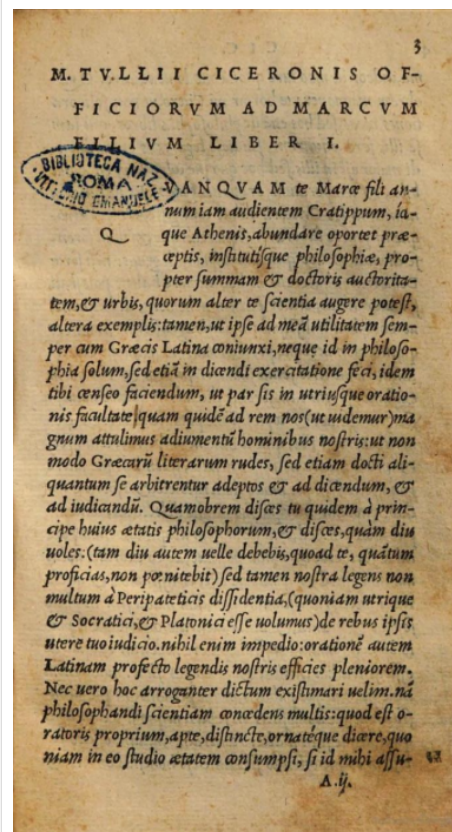 3
M. TVLLII CICERONIS OF-
FICIORVM AD MARCVM
FILIVM LIBER I.
BIBLIOTECA NAZ.
ROMA
VITTORIO EMANUELE
QVANQVAM te Marce fili an-
num iam audientem Cratippum, id-
que Athenis, abundare oportet præ-
ceptis, institutisque philosophiæ, pro-
pter summam & doctoris auctorita-
tem, & urbis, quorum alter te scientia augere potest,
altera exemplis: tamen, ut ipse ad meã utilitatem sem-
per cum Græcis Latina coniunxi, neque id in philoso-
phia solum, sed etiã in dicendi exercitatione feci, idem
tibi censeo faciendum, ut par sis in utriusque oratio-
nis facultate quam quidẽ ad rem nos (ut uidemur) ma
gnum attulimus adiumentũ hominibus nostris: ut non
modo Græcarũ literarum rudes, sed etiam docti ali-
quantum se arbitrentur adeptos & ad dicendum, &
ad iudicandũ. Quamobrem disces tu quidem à prin-
cipe huius ætatis philosophorum, & disces, quàm diu
uoles: (tam diu autem uelle debebis, quoad te, quãtum
proficias, non pœnitebit) sed tamen nostra legens non
multum à Peripateticis dissidentia, (quoniam utrique
& Socratici, & Platonici esse uolumus) de rebus ipsis
utere tuo iudicio. nihil enim impedio: orationẽ autem
Latinam profecto legendis nostris efficies pleniorem.
Nec uero hoc arroganter dictum existimari uelim. nã
philosophandi scientiam concedens multis: quod est o-
ratoris proprium, apte, distincte, ornatéque dicere, quo
niam in eo studio ætatem consumpsi, si id mihi assu-
A.ij.